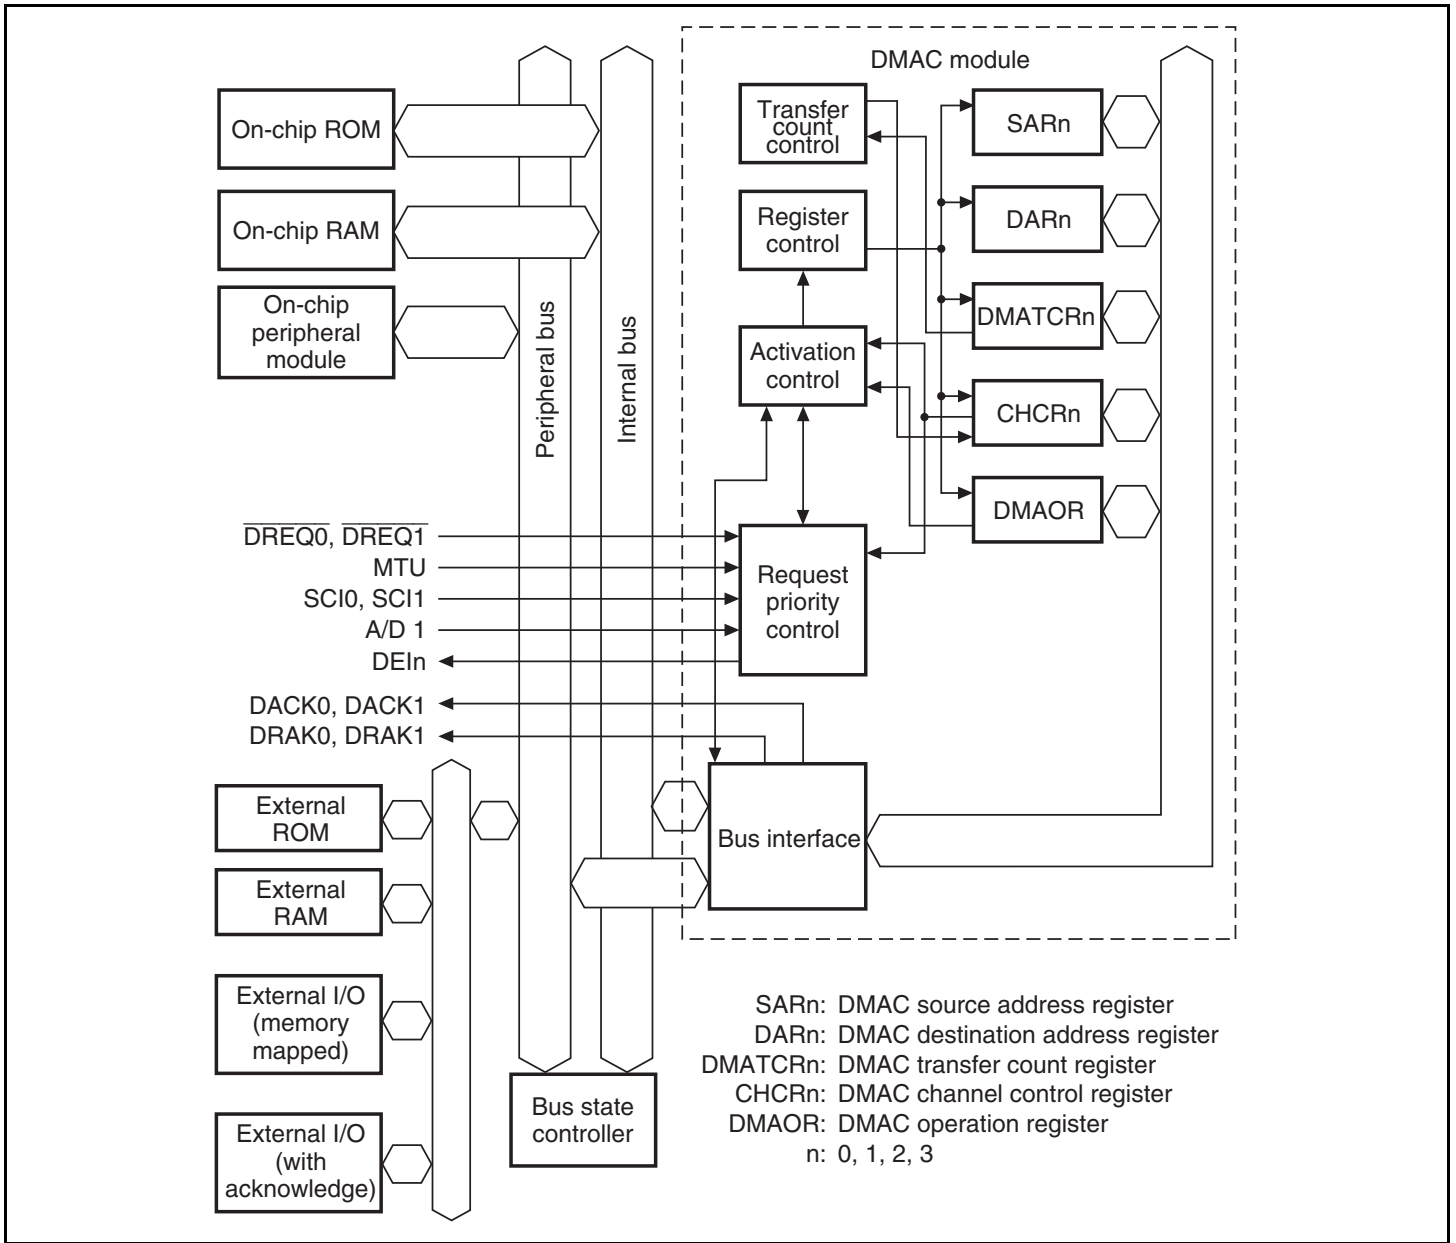 DMAC module
On-chip ROM
On-chip RAM
On-chip
peripheral
module
Peripheral bus
Internal bus
Transfer
count
control
Register
control
Activation
control
Request
priority
control
SARn
DARn
DMATCRn
CHCRn
DMAOR
DREQ0, DREQ1
MTU
SCI0, SCI1
A/D 1
DEIn
DACK0, DACK1
DRAK0, DRAK1
External
ROM
External
RAM
External I/O
(memory
mapped)
External I/O
(with
acknowledge)
Bus interface
Bus state
controller
SARn: DMAC source address register
DARn: DMAC destination address register
DMATCRn: DMAC transfer count register
CHCRn: DMAC channel control register
DMAOR: DMAC operation register
n: 0, 1, 2, 3